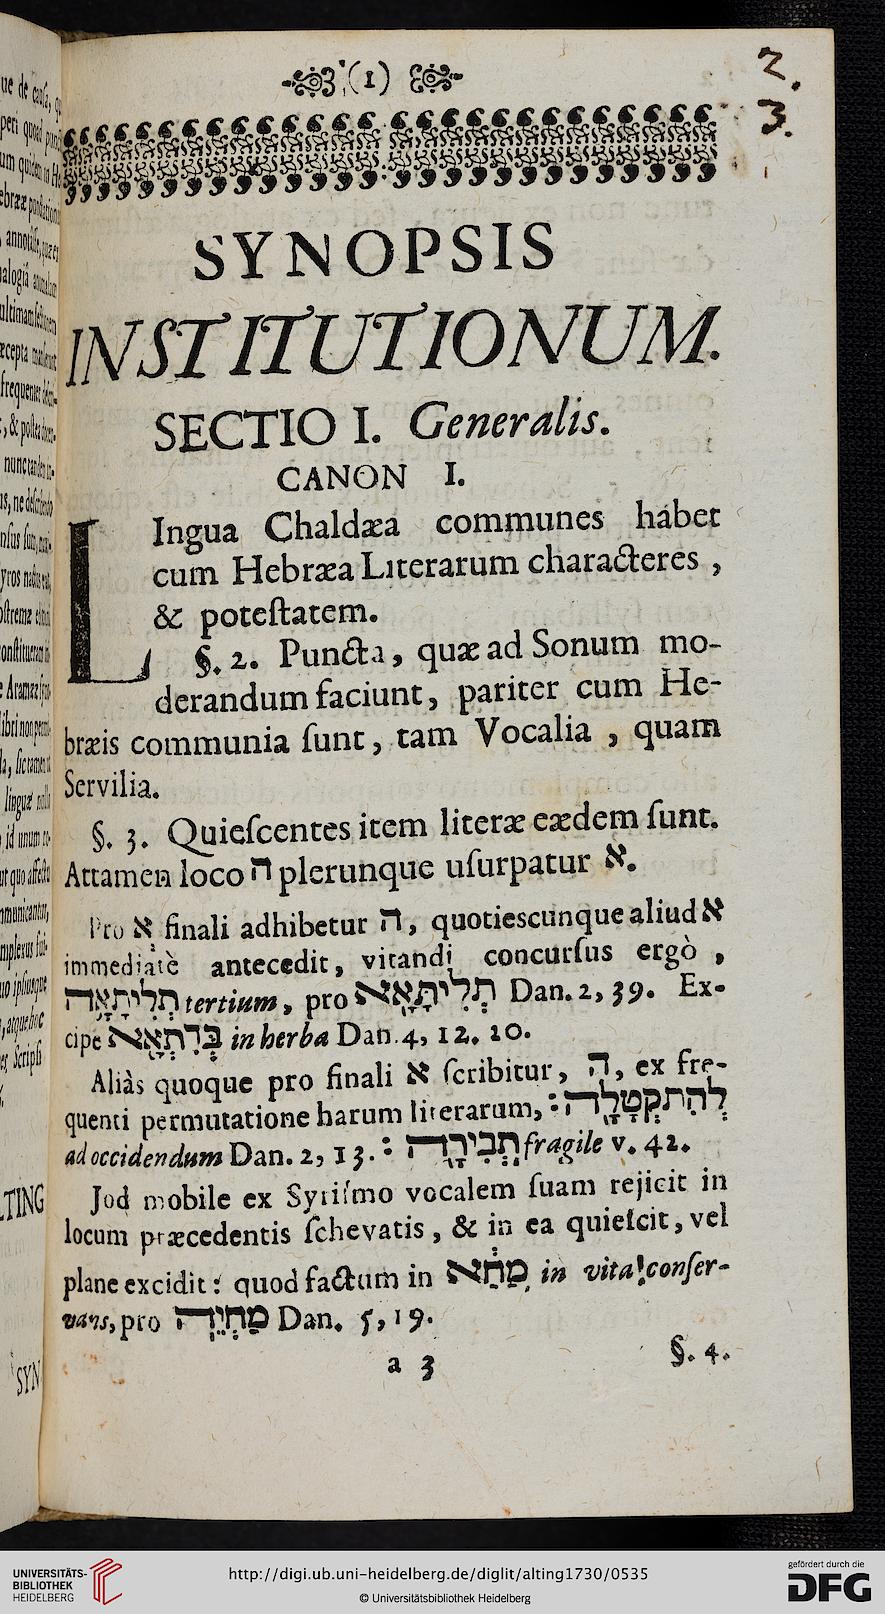 (1)
2.
3.
SYNOPSIS
INSTITUTIONUM.
SECTIO I. Generalis.
CANON I.
LIngua Chaldæa communes habet
cum Hebræa Literarum characteres ,
& poteſtatem.
§. 2. Puncta, quæ ad Sonum mo-
derandum faciunt, pariter cum He-
bræis communia ſunt, tam Vocalia , quam
Servilia.
§. 3. Quieſcentes item literæ eædem ſunt.
Attamen loco ה plerunque uſurpatur א.
Pro א finali adhibetur ה, quotiescunque aliud א
immediatè antecedit, vitandi concurſus ergò ,
תְלִיתָאָה tertium, pro תְלִיתָּאָא Dan. 2, 39. Ex-
cipe בְּדִתְאָא in herba Dan. 4, 12. 20.
Aliàs quoque pro finali א ſcribitur, ה, ex fre-
quenti permutatione harum literarum, : לְהִתְקְטָלָה
ad occidendum Dan. 2, 13. : תְּבִירָה fragile v. 42.
Jod mobile ex Syriſmo vocalem ſuam rejicit in
locum præcedentis ſchevatis, & in ea quieſcit, vel
plane excidit: quod factum in מַחֵא in vita conſer-
vans, pro מַחְיֵה Dan. 5, 19.
a 3
§. 4.
TING
SYN
UNIVERSITÄTS-
BIBLIOTHEK
HEIDELBERG
http://digi.ub.uni-heidelberg.de/diglit/alting1730/0535
© Universitätsbibliothek Heidelberg
gefördert durch die
DFG